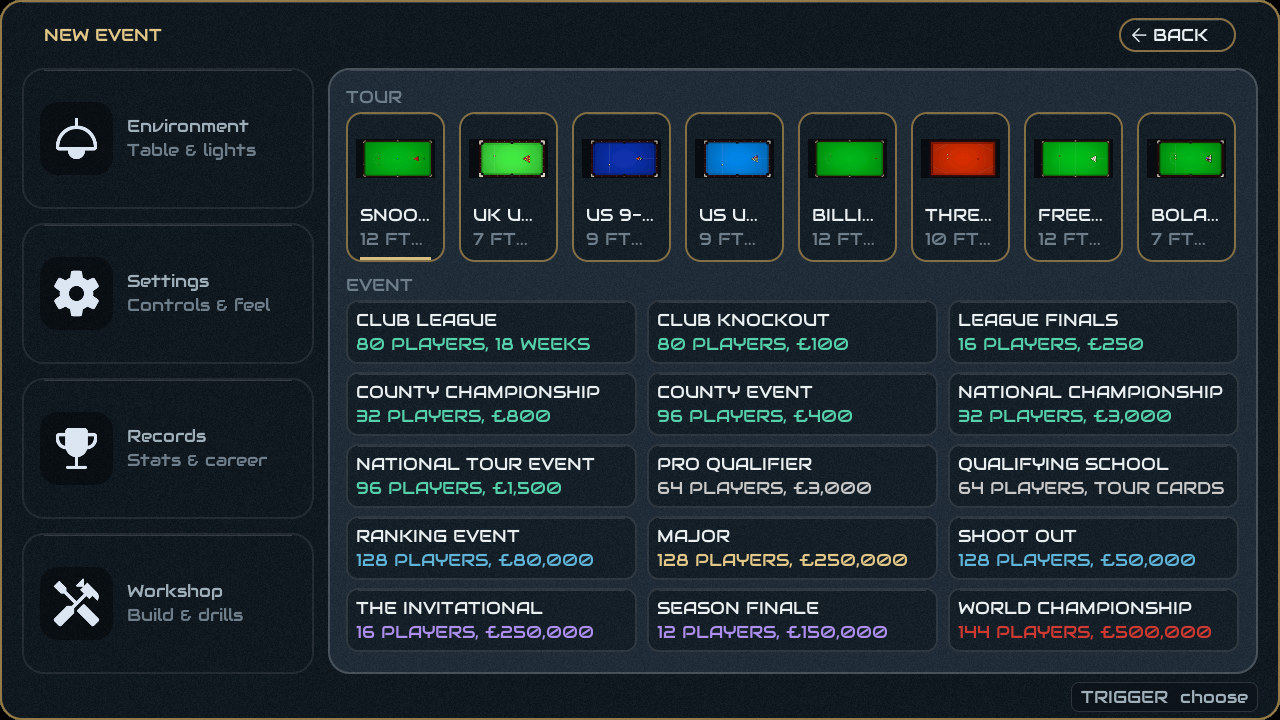 NEW EVENT
← BACK
Environment
Table & lights
Settings
Controls & feel
Records
Stats & career
Workshop
Build & drills
TOUR
SNOO...
12 FT...
UK U...
7 FT...
US 9-...
9 FT...
US U...
9 FT...
BILLI...
12 FT...
THRE...
10 FT...
FREE...
12 FT...
BOLA...
7 FT...
EVENT
CLUB LEAGUE
80 PLAYERS, 18 WEEKS
CLUB KNOCKOUT
80 PLAYERS, £100
LEAGUE FINALS
16 PLAYERS, £250
COUNTY CHAMPIONSHIP
32 PLAYERS, £800
COUNTY EVENT
96 PLAYERS, £400
NATIONAL CHAMPIONSHIP
32 PLAYERS, £3,000
NATIONAL TOUR EVENT
96 PLAYERS, £1,500
PRO QUALIFIER
64 PLAYERS, £3,000
QUALIFYING SCHOOL
64 PLAYERS, TOUR CARDS
RANKING EVENT
128 PLAYERS, £80,000
MAJOR
128 PLAYERS, £250,000
SHOOT OUT
128 PLAYERS, £50,000
THE INVITATIONAL
16 PLAYERS, £250,000
SEASON FINALE
12 PLAYERS, £150,000
WORLD CHAMPIONSHIP
144 PLAYERS, £500,000
TRIGGER choose